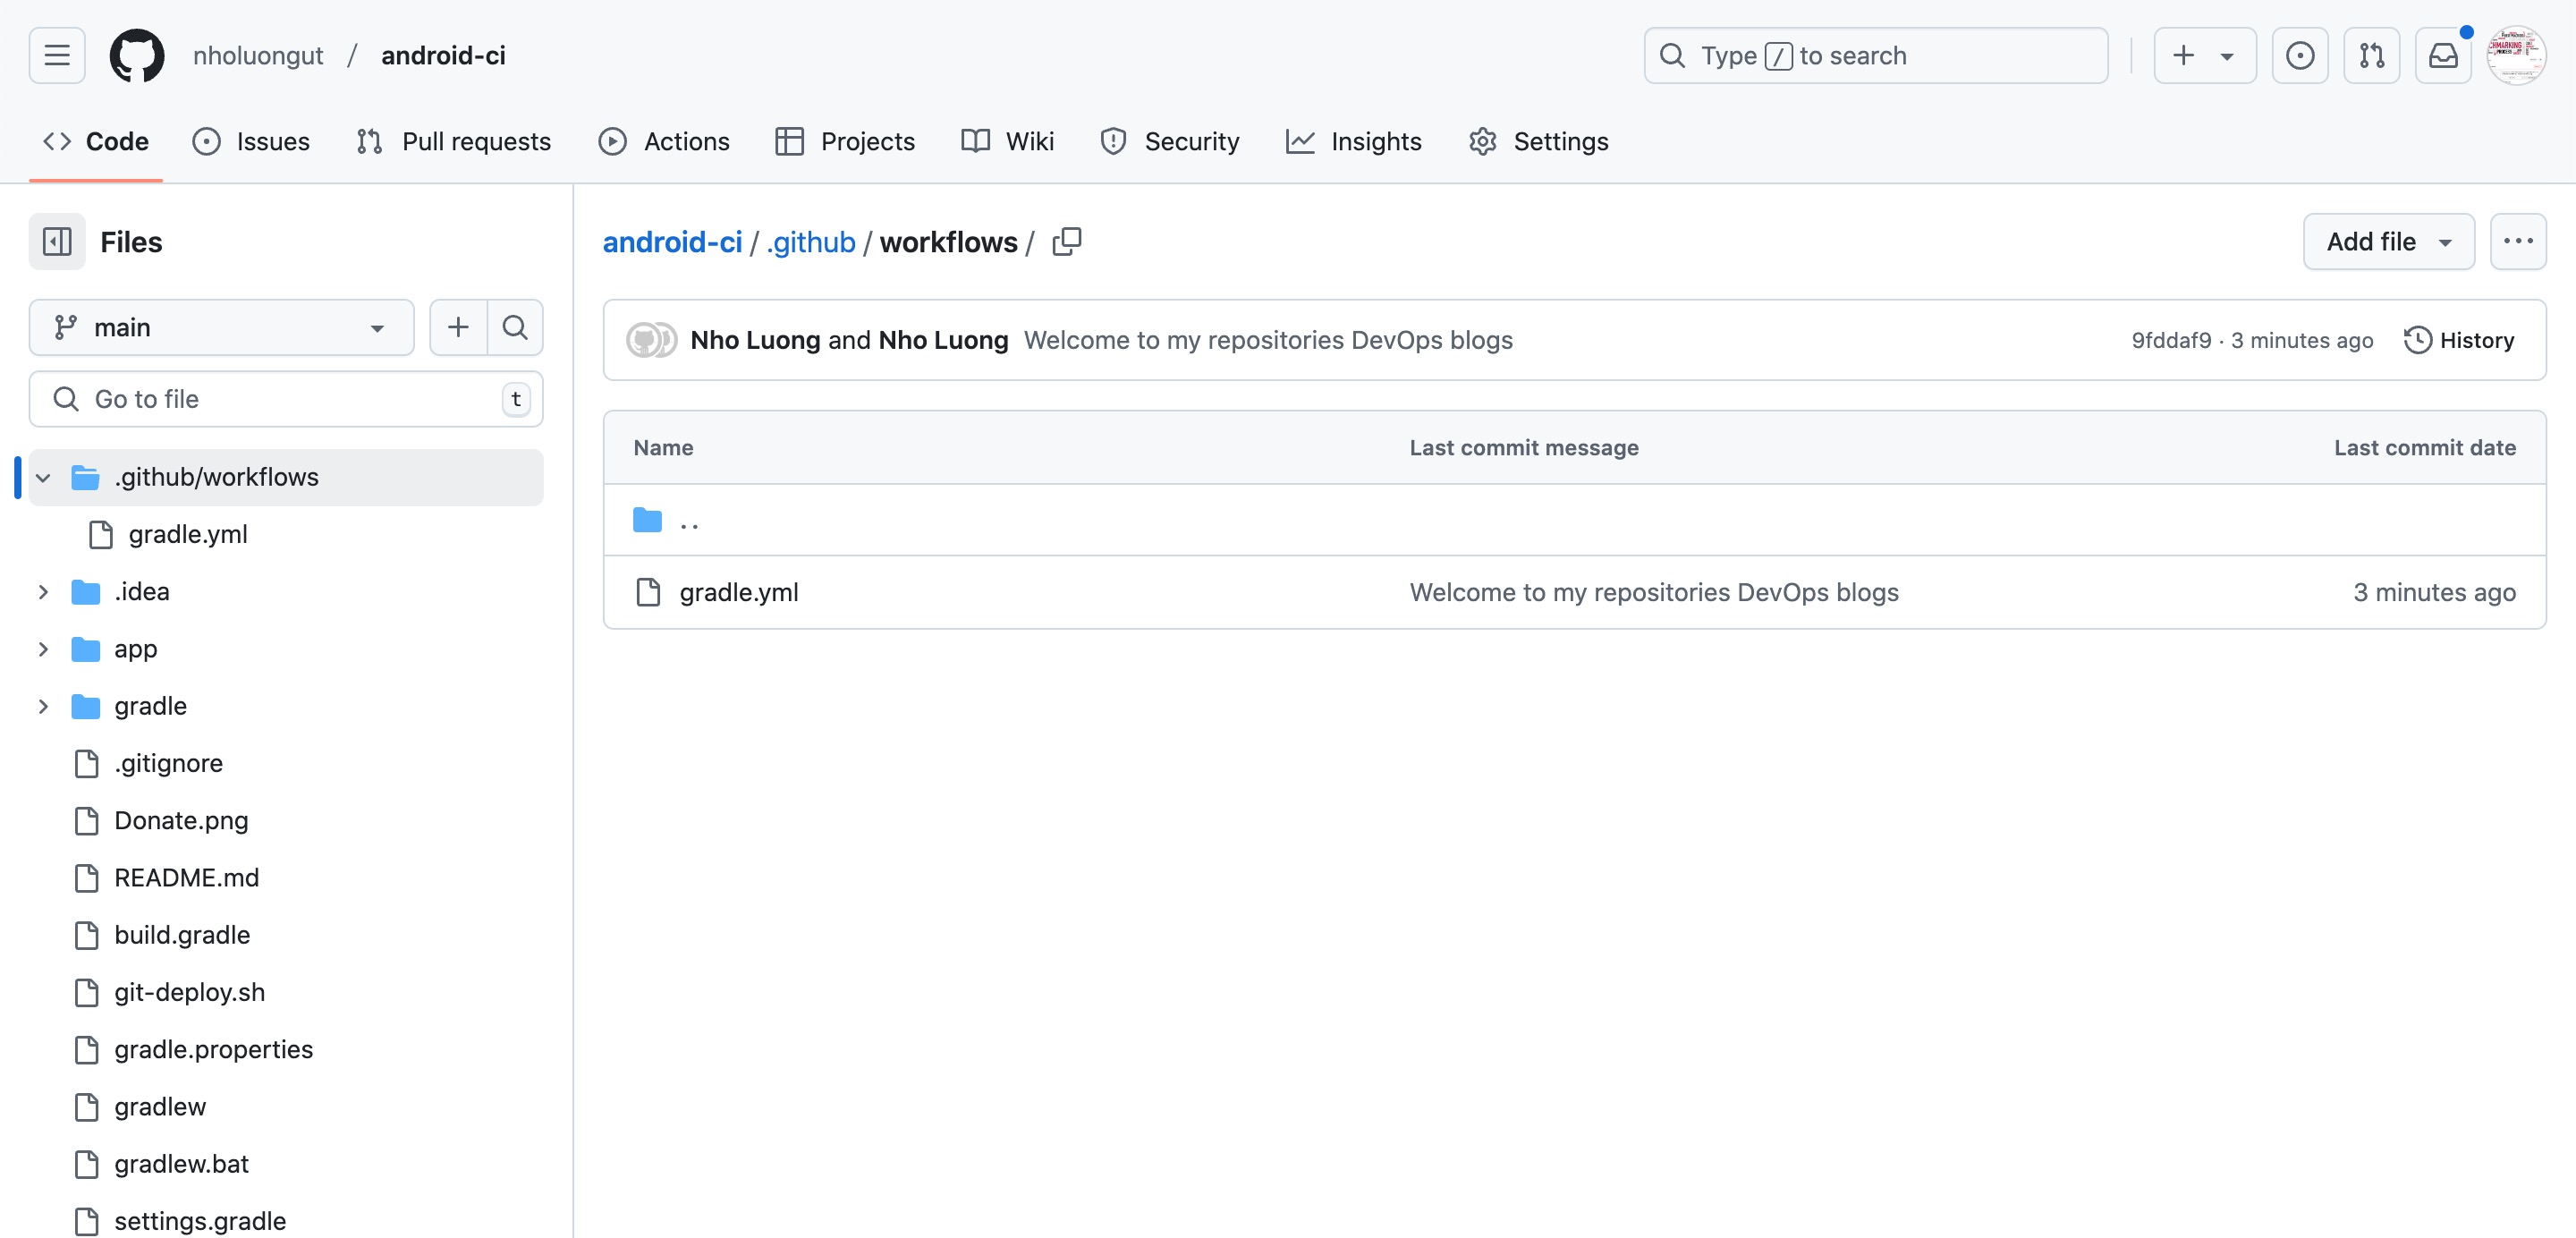 nholuongut / android-ci
Type / to search
Code Issues Pull requests Actions Projects Wiki Security Insights Settings
Files
main
Go to file t
.github/workflows
gradle.yml
.idea
app
gradle
.gitignore
Donate.png
README.md
build.gradle
git-deploy.sh
gradle.properties
gradlew
gradlew.bat
settings.gradle
android-ci / .github / workflows /
Add file
Nho Luong and Nho Luong Welcome to my repositories DevOps blogs 9fddaf9 · 3 minutes ago History
Name Last commit message Last commit date
..
gradle.yml Welcome to my repositories DevOps blogs 3 minutes ago